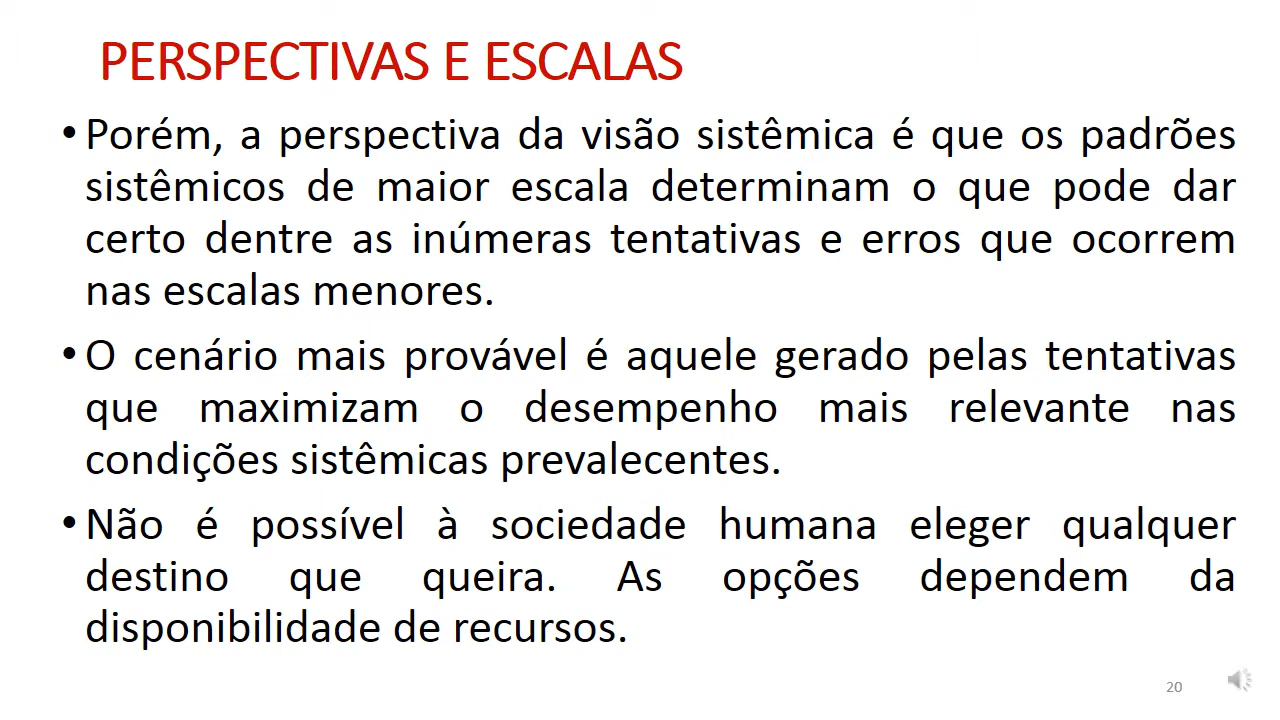 PERSPECTIVAS E ESCALAS
• Porém, a perspectiva da visão sistêmica é que os padrões
sistêmicos de maior escala determinam o que pode dar
certo dentre as inúmeras tentativas e erros que ocorrem
nas escalas menores.
• O cenário mais provável é aquele gerado pelas tentativas
que maximizam o desempenho mais relevante nas
condições sistêmicas prevalecentes.
• Não é possível à sociedade humana eleger qualquer
destino que queira. As opções dependem da
disponibilidade de recursos.
20